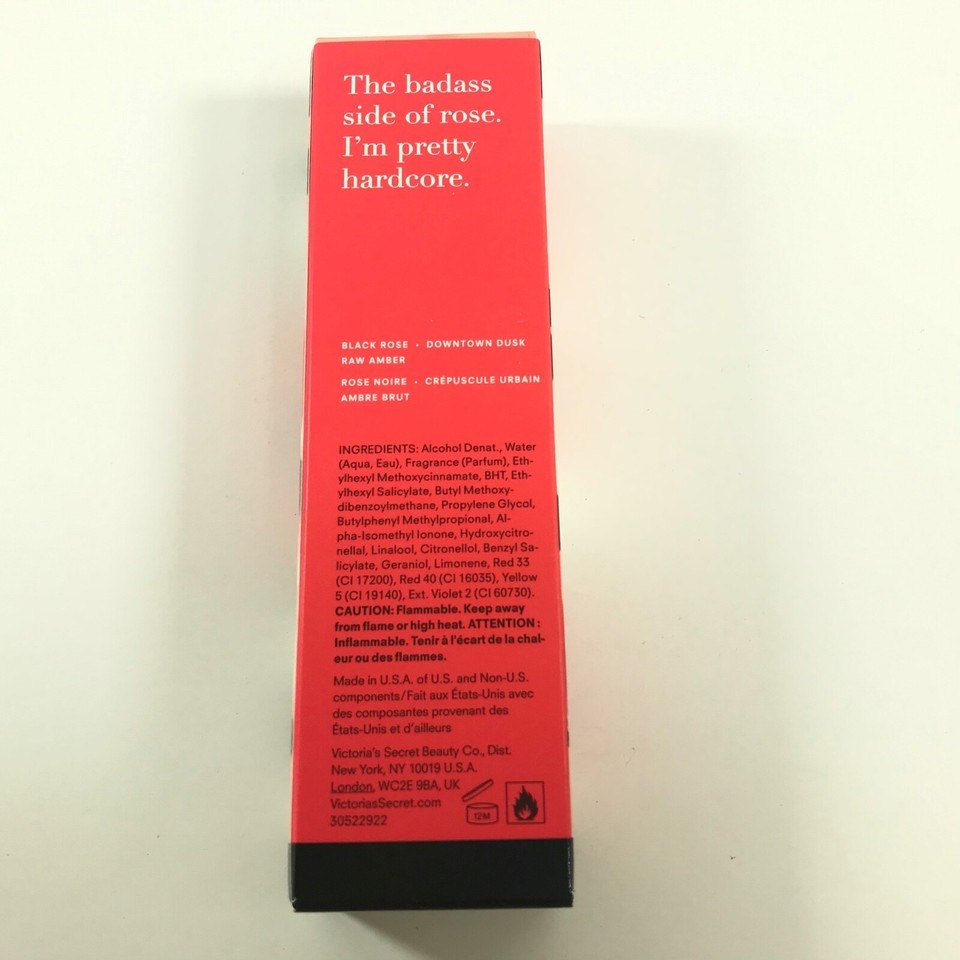 The badass
side of rose.
I'm pretty
hardcore.
BLACK ROSE • DOWNTOWN DUSK
RAW AMBER
ROSE NOIRE • CRÉPUSCULE URBAIN
AMBRE BRUT
INGREDIENTS: Alcohol Denat., Water
(Aqua, Eau), Fragrance (Parfum), Eth-
ylhexyl Methoxycinnamate, BHT, Eth-
ylhexyl Salicylate, Butyl Methoxy-
dibenzoylmethane, Propylene Glycol,
Butylphenyl Methylpropional, Al-
pha-Isomethyl Ionone, Hydroxycitro-
nellal, Linalool, Citronellol, Benzyl Sa-
licylate, Geraniol, Limonene, Red 33
(CI 17200), Red 40 (CI 16035), Yellow
5 (CI 19140), Ext. Violet 2 (CI 60730).
CAUTION: Flammable. Keep away
from flame or high heat. ATTENTION :
Inflammable. Tenir à l'écart de la chal-
eur ou des flammes.
Made in U.S.A. of U.S. and Non-U.S.
components/Fait aux États-Unis avec
des composantes provenant des
États-Unis et d'ailleurs
Victoria's Secret Beauty Co., Dist.
New York, NY 10019 U.S.A.
London, WC2E 9BA, UK
VictoriasSecret.com
30522922
12M